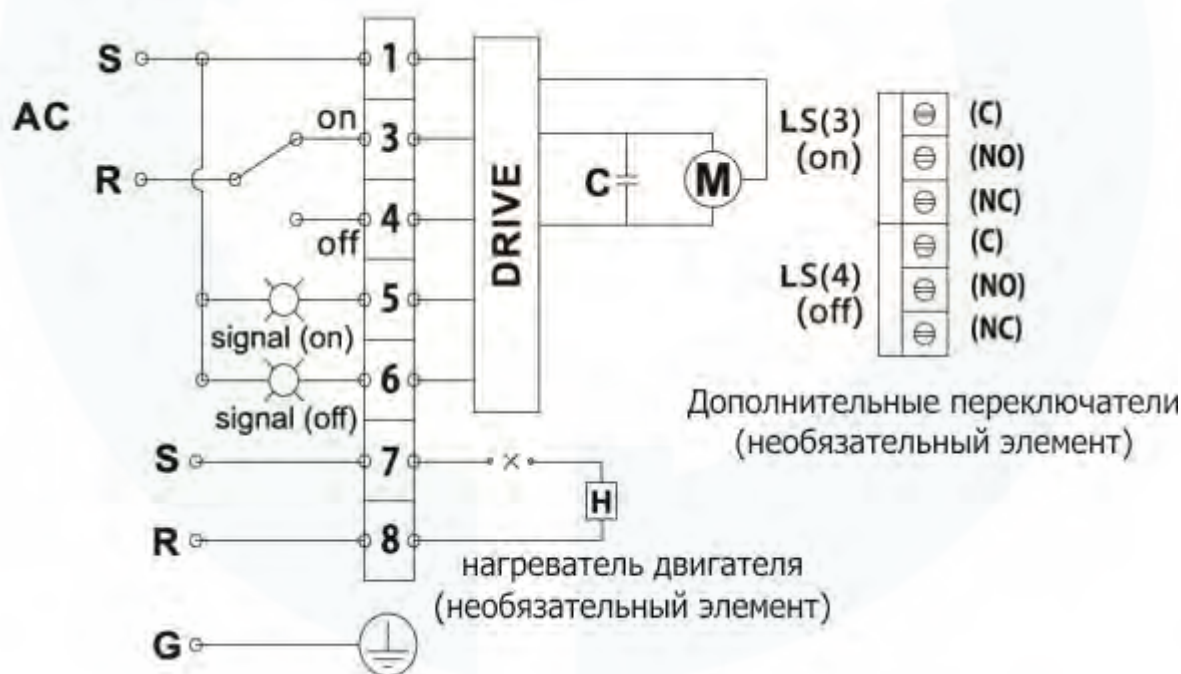 S
1
AC
on
3
R
4
off
5
signal (on)
6
signal (off)
S
7
R
8
G
DRIVE
C
M
H
нагреватель двигателя
(необязательный элемент)
LS(3)
(on)
(C)
(NO)
(NC)
LS(4)
(off)
(C)
(NO)
(NC)
Дополнительные переключатели
(необязательный элемент)